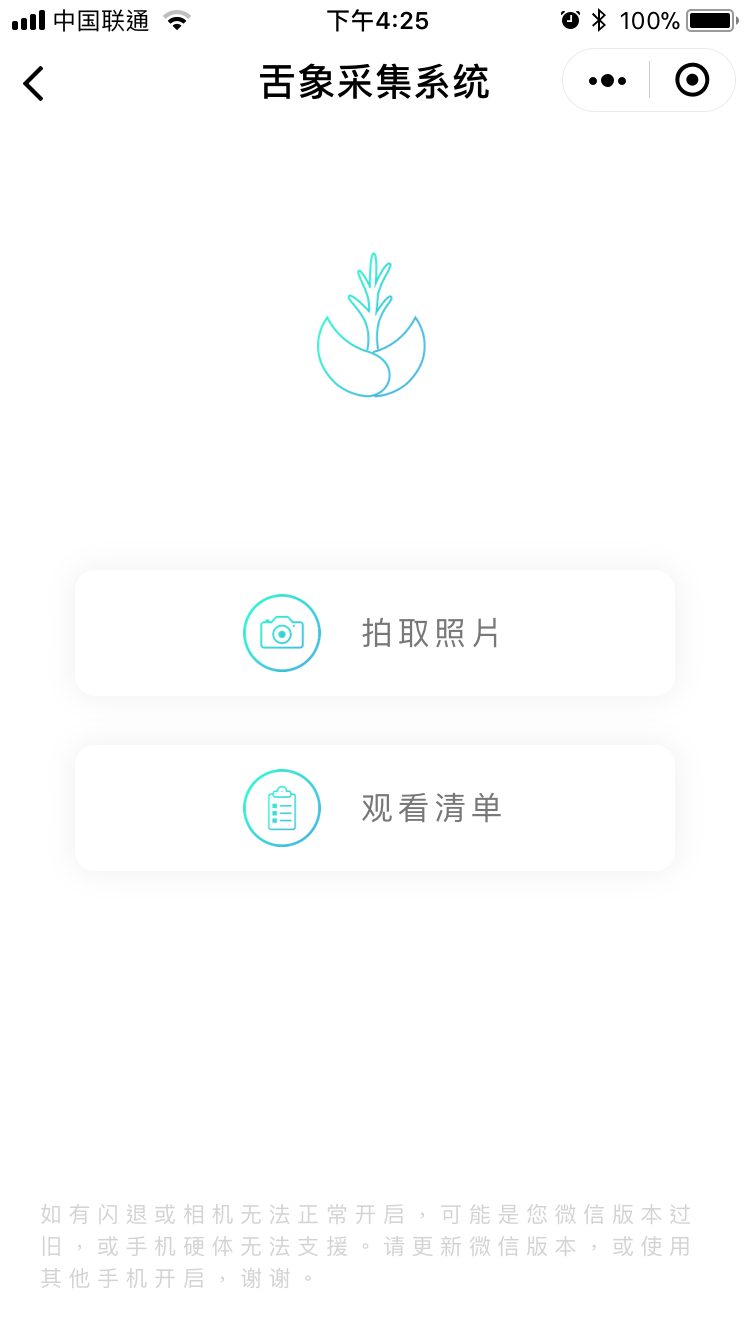 中国联通 下午4:25 100%
舌象采集系统
拍取照片
观看清单
如有闪退或相机无法正常开启，可能是您微信版本过
旧，或手机硬体无法支援。请更新微信版本，或使用
其他手机开启，谢谢。